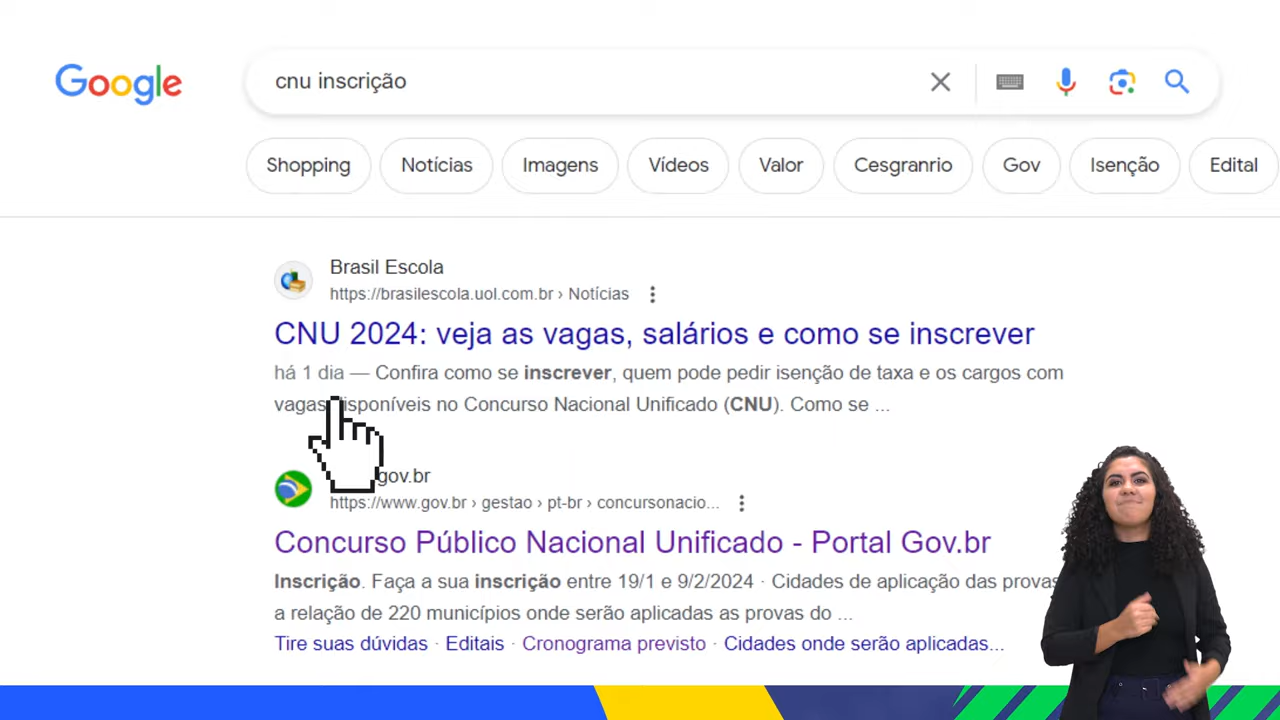 Google
cnu inscrição
Shopping
Notícias
Imagens
Vídeos
Valor
Cesgranrio
Gov
Isenção
Edital
Brasil Escola
https://brasilescola.uol.com.br › Notícias
CNU 2024: veja as vagas, salários e como se inscrever
há 1 dia — Confira como se inscrever, quem pode pedir isenção de taxa e os cargos com
vagas disponíveis no Concurso Nacional Unificado (CNU). Como se ...
gov.br
https://www.gov.br › gestao › pt-br › concursonacio...
Concurso Público Nacional Unificado - Portal Gov.br
Inscrição. Faça a sua inscrição entre 19/1 e 9/2/2024 · Cidades de aplicação das provas
a relação de 220 municípios onde serão aplicadas as provas do ...
Tire suas dúvidas · Editais · Cronograma previsto · Cidades onde serão aplicadas...